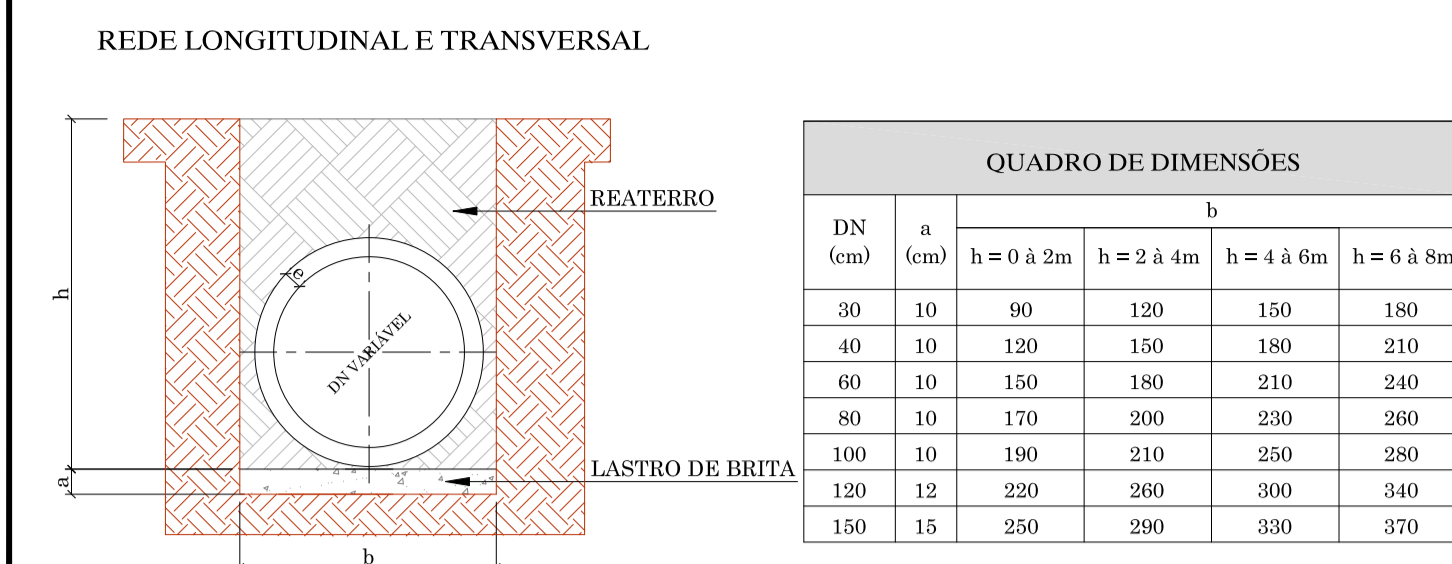 REDE LONGITUDINAL E TRANSVERSAL
h
a
b
e
DN VARIÁVEL
REATERRO
LASTRO DE BRITA
QUADRO DE DIMENSÕES
DN (cm) a (cm) b
h = 0 à 2m h = 2 à 4m h = 4 à 6m h = 6 à 8m
30 10 90 120 150 180
40 10 120 150 180 210
60 10 150 180 210 240
80 10 170 200 230 260
100 10 190 210 250 280
120 12 220 260 300 340
150 15 250 290 330 370